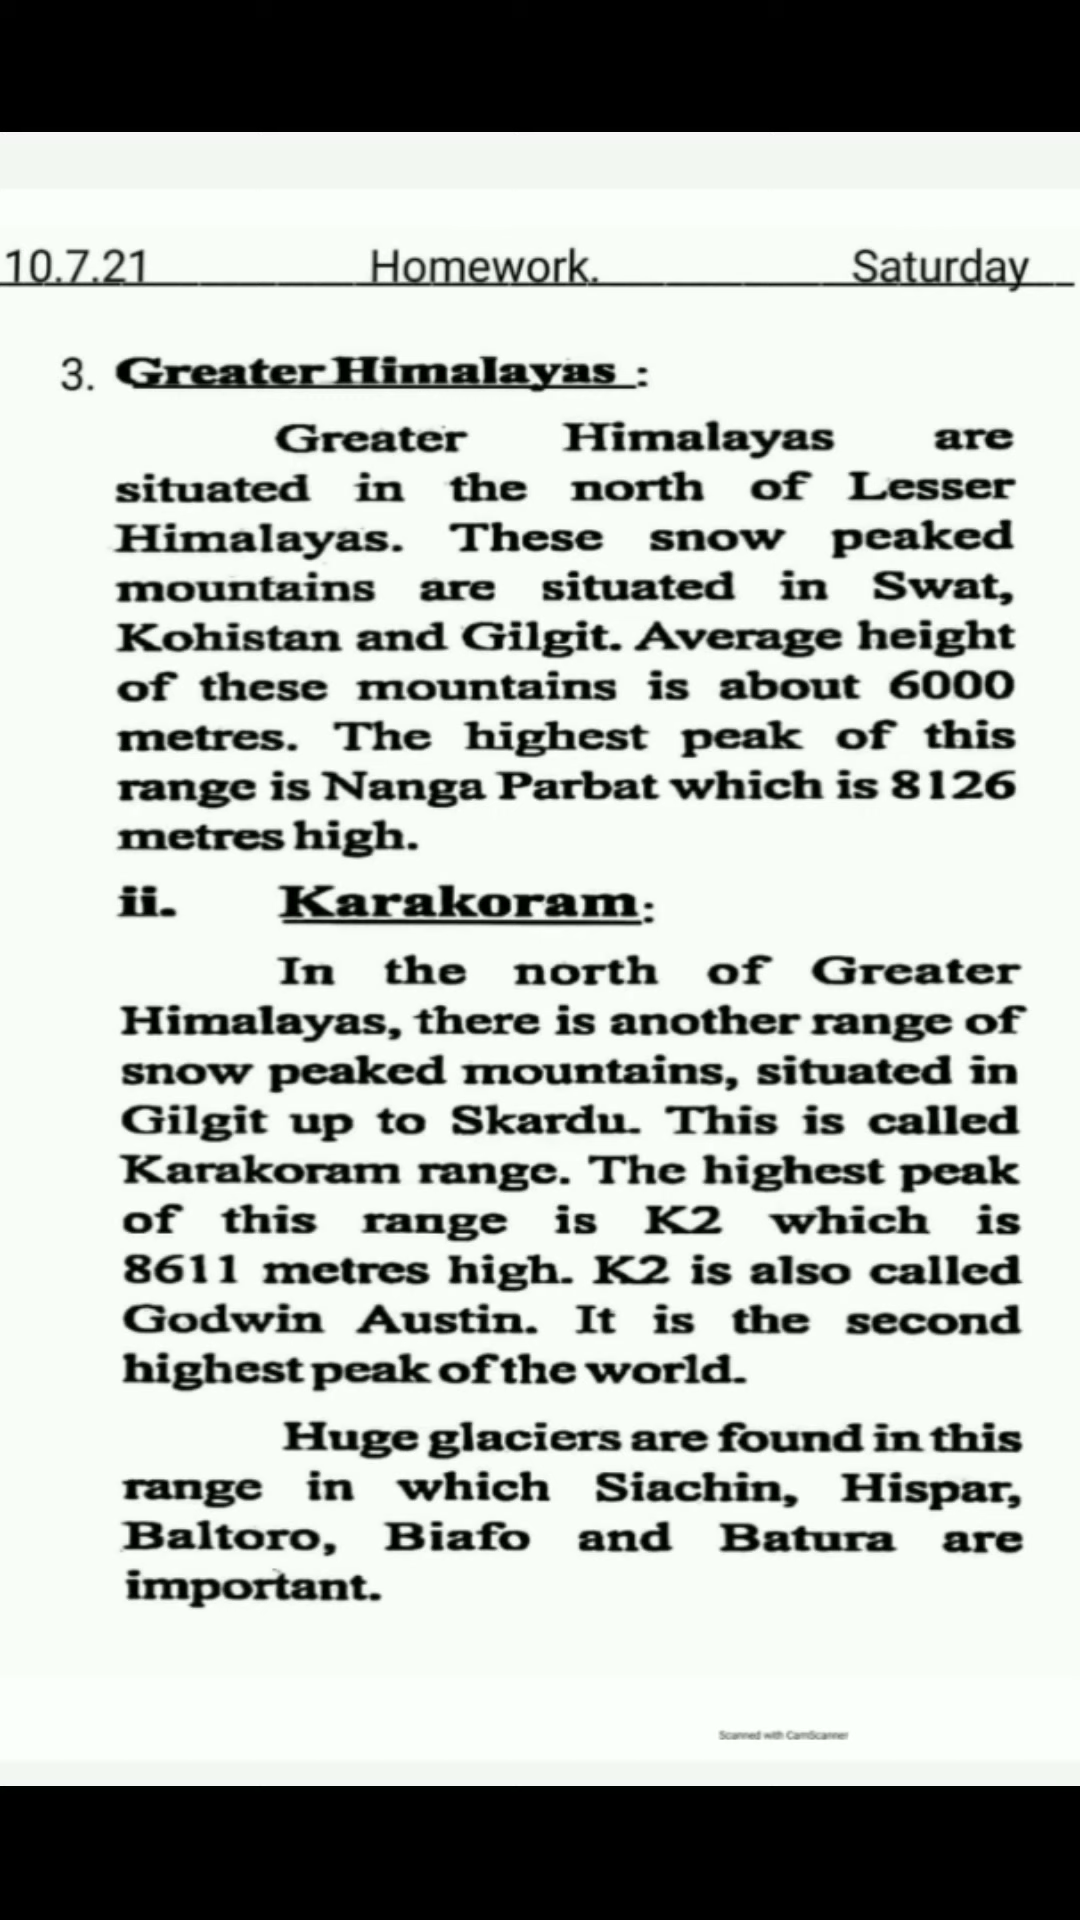 10.7.21 Homework. Saturday
3. Greater Himalayas :
Greater Himalayas are
situated in the north of Lesser
Himalayas. These snow peaked
mountains are situated in Swat,
Kohistan and Gilgit. Average height
of these mountains is about 6000
metres. The highest peak of this
range is Nanga Parbat which is 8126
metres high.
ii. Karakoram:
In the north of Greater
Himalayas, there is another range of
snow peaked mountains, situated in
Gilgit up to Skardu. This is called
Karakoram range. The highest peak
of this range is K2 which is
8611 metres high. K2 is also called
Godwin Austin. It is the second
highest peak of the world.
Huge glaciers are found in this
range in which Siachin, Hispar,
Baltoro, Biafo and Batura are
important.
Scanned with CamScanner